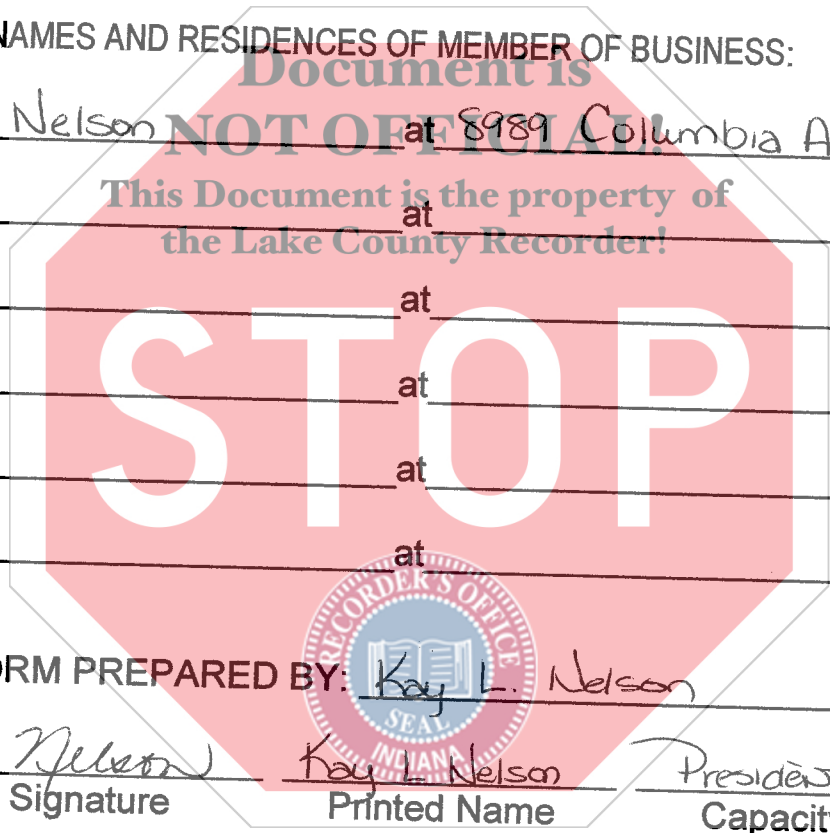 NAMES AND RESIDENCES OF MEMBER OF BUSINESS:
Document is
Nelson at 8989 Columbia A
NOT OFFICIAL!
This Document is the property of
at
the Lake County Recorder!
at
at
at
at
STOP
RECORDER'S OFFICE
SEAL
INDIANA
ORM PREPARED BY: Kay L. Nelson
Nelson Kay L Nelson Presiden
Signature Printed Name Capacit